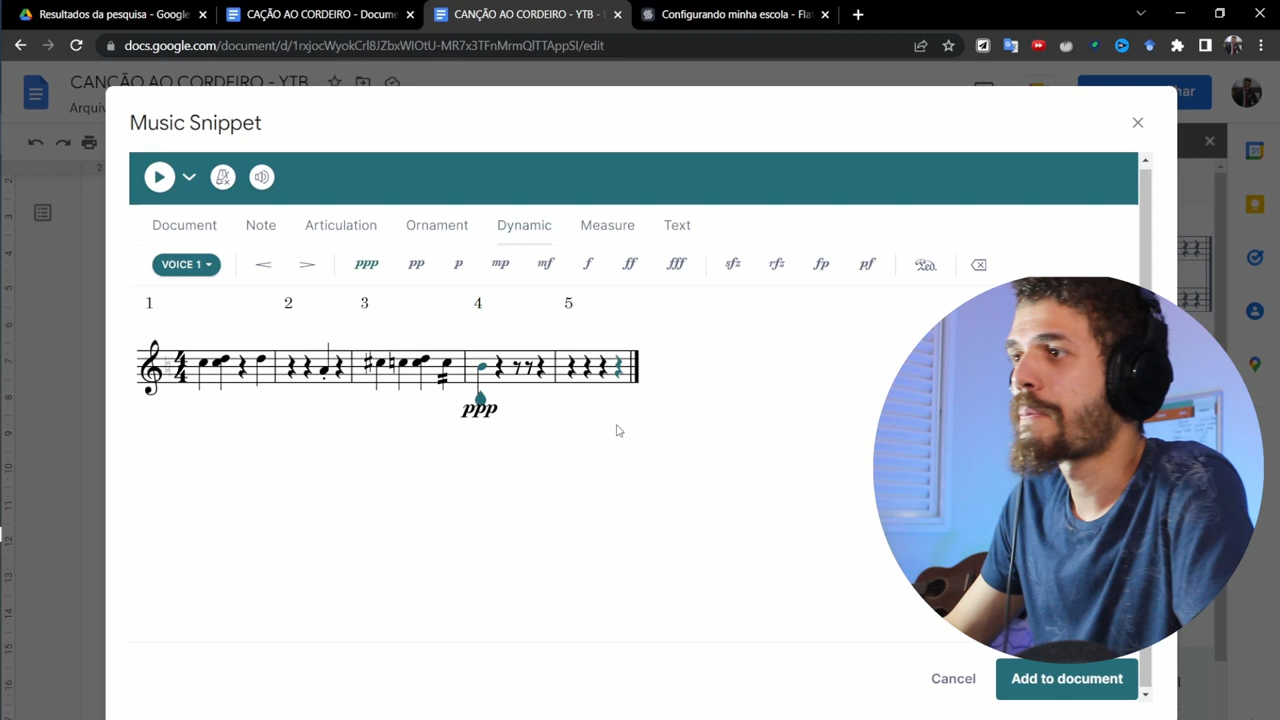 Resultados da pesquisa - Google
CAÇÃO AO CORDEIRO - Docume
CANÇÃO AO CORDEIRO - YTB -
Configurando minha escola - Fla
docs.google.com/document/d/1rxjocWyokCrl8JZbxWIOtU-MR7x3TFnMrmQlTTAppSI/edit
CANÇÃO AO CORDEIRO - YTB
Arquiv
har
Music Snippet
Document Note Articulation Ornament Dynamic Measure Text
VOICE 1 ppp pp p mp mf f ff fff sfz rfz fp pf
1 2 3 4 5
ppp
Cancel
Add to document